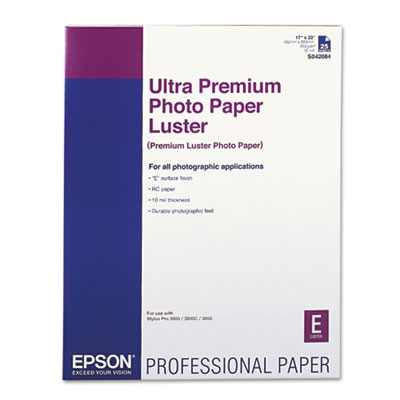 17" x 22"
25
S042084
Ultra Premium
Photo Paper
Luster
(Premium Luster Photo Paper)
For all photographic applications
• "E" surface finish
• RC paper
• 10 mil thickness
• Durable photographic feel
For use with
Stylus Pro 3800 /
E
LUSTER
EPSON
EXCEED YOUR VISION
PROFESSIONAL PAPER